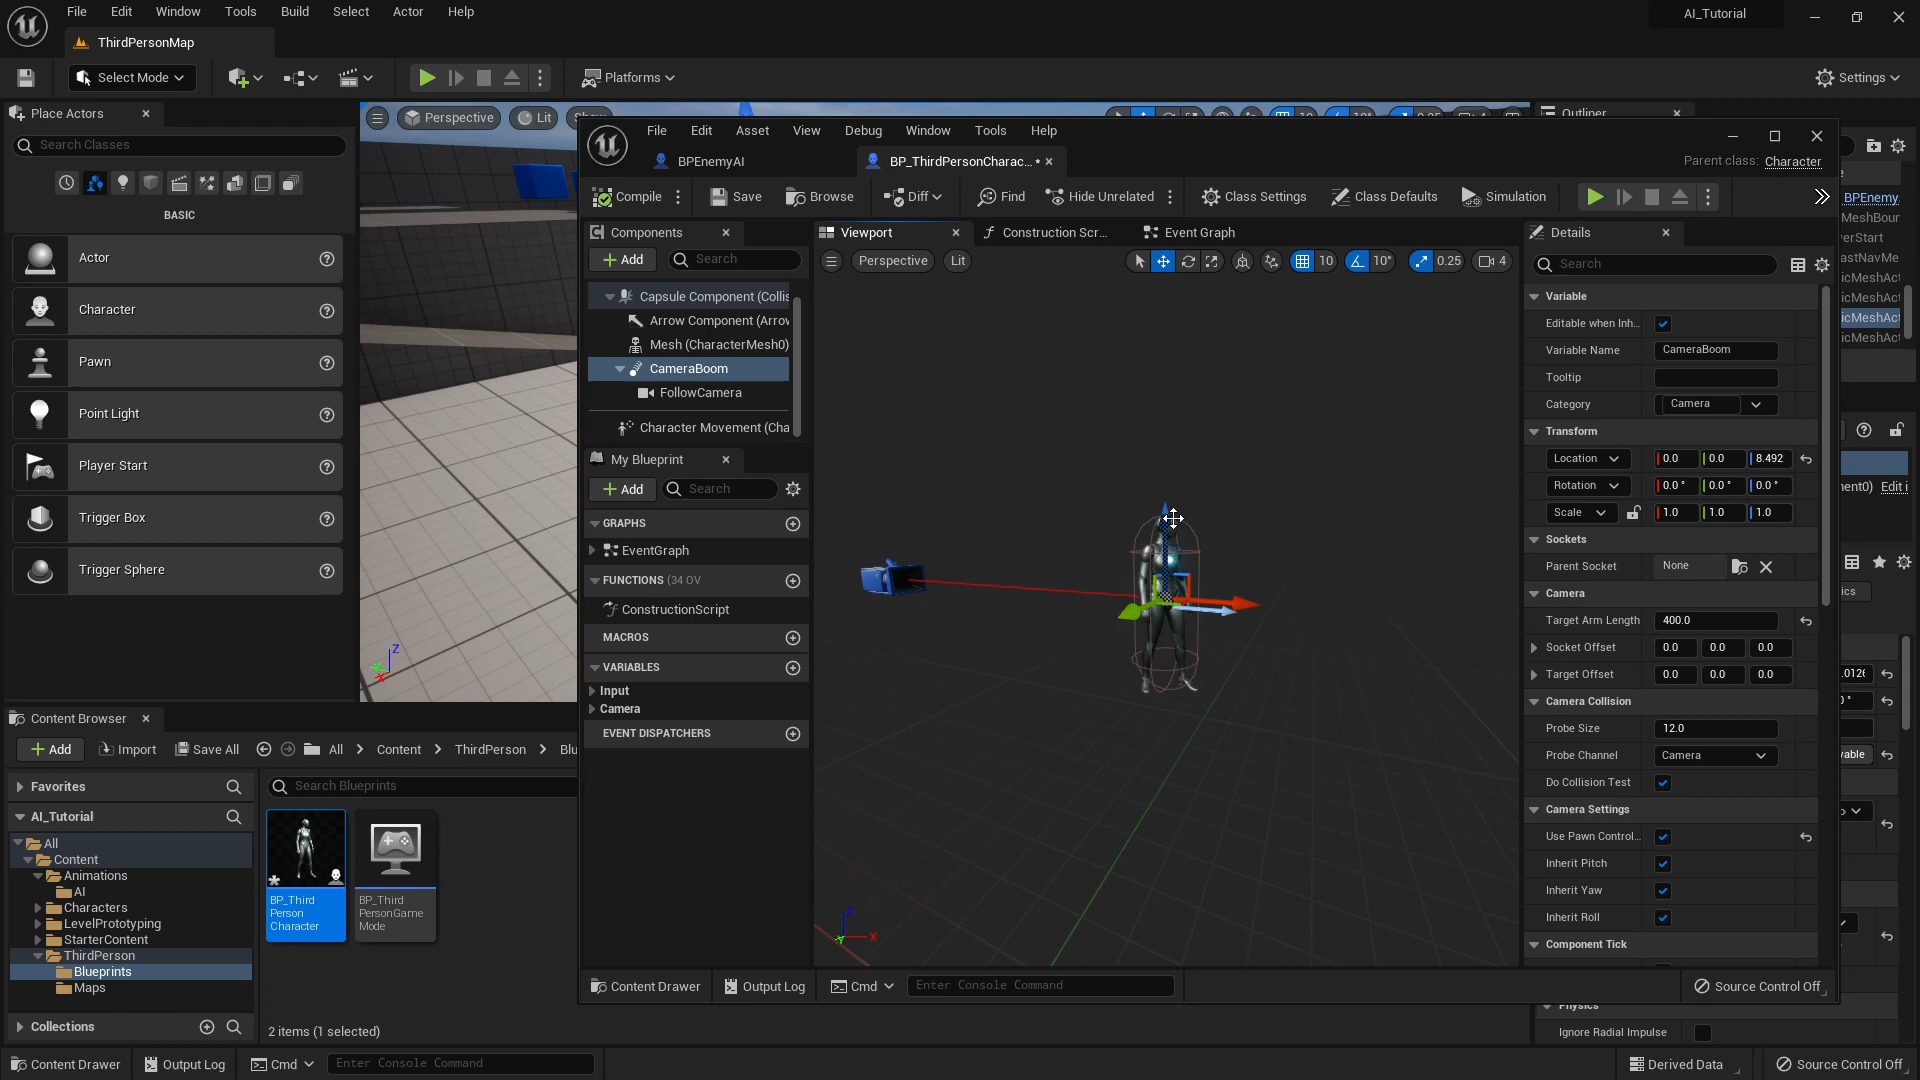 File Edit Window Tools Build Select Actor Help
AI_Tutorial
ThirdPersonMap
Select Mode
Platforms
Settings
Place Actors
Search Classes
BASIC
Actor
Character
Pawn
Point Light
Player Start
Trigger Box
Trigger Sphere
Perspective Lit
Outliner
File Edit Asset View Debug Window Tools Help
BPEnemyAI
BP_ThirdPersonCharac... *
Parent class: Character
Compile Save Browse Diff Find Hide Unrelated Class Settings Class Defaults Simulation
Components
Add Search
Capsule Component (Collis
Arrow Component (Arrov
Mesh (CharacterMesh0)
CameraBoom
FollowCamera
Character Movement (Cha
My Blueprint
Add Search
GRAPHS
EventGraph
FUNCTIONS (34 OV
ConstructionScript
MACROS
VARIABLES
Input
Camera
EVENT DISPATCHERS
Viewport Construction Scr... Event Graph
Perspective Lit 10 10° 0.25 4
Z
X
Y
Details
Search
Variable
Editable when Inh...
Variable Name CameraBoom
Tooltip
Category Camera
Transform
Location 0.0 0.0 8.492
Rotation 0.0 ° 0.0 ° 0.0 °
Scale 1.0 1.0 1.0
Sockets
Parent Socket None
Camera
Target Arm Length 400.0
Socket Offset 0.0 0.0 0.0
Target Offset 0.0 0.0 0.0
Camera Collision
Probe Size 12.0
Probe Channel Camera
Do Collision Test
Camera Settings
Use Pawn Control...
Inherit Pitch
Inherit Yaw
Inherit Roll
Component Tick
Content Drawer Output Log Cmd Enter Console Command Source Control Off
BPEnemy
MeshBour
erStart
astNavMe
icMeshAct
icMeshAct
icMeshAct
icMeshAct
nent0) Edit i
ics
Physics
Ignore Radial Impulse
Content Browser
Add Import Save All All Content ThirdPerson Blu
Favorites
AI_Tutorial
All
Content
Animations
AI
Characters
LevelPrototyping
StarterContent
ThirdPerson
Blueprints
Maps
Collections
Search Blueprints
BP_Third
Person
Character
BP_Third
PersonGame
Mode
2 items (1 selected)
Content Drawer Output Log Cmd Enter Console Command Derived Data Source Control Off